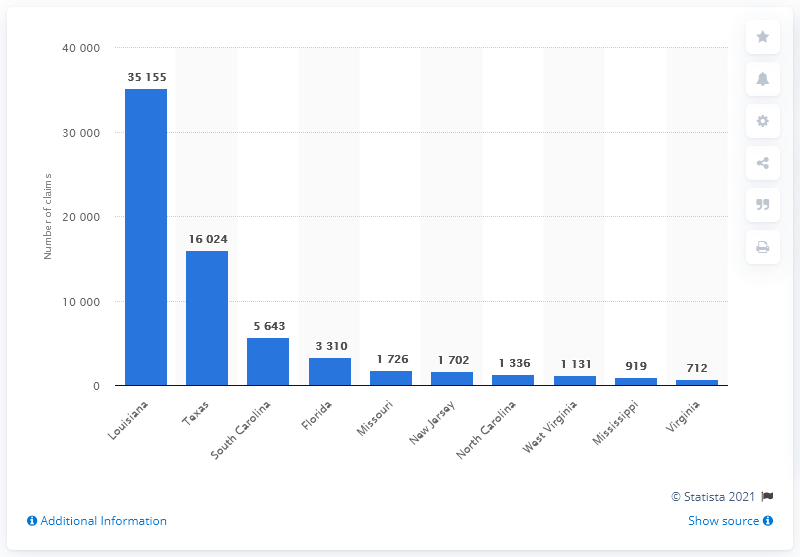 Number of claims
40 000
30 000
20 000
10 000
0
35 155
16 024
5 643
3 310
1 726
1 702
1 336
1 131
919
712
Louisiana
Texas
South Carolina
Florida
Missouri
New Jersey
North Carolina
West Virginia
Mississippi
Virginia
© Statista 2021
Additional Information
Show source